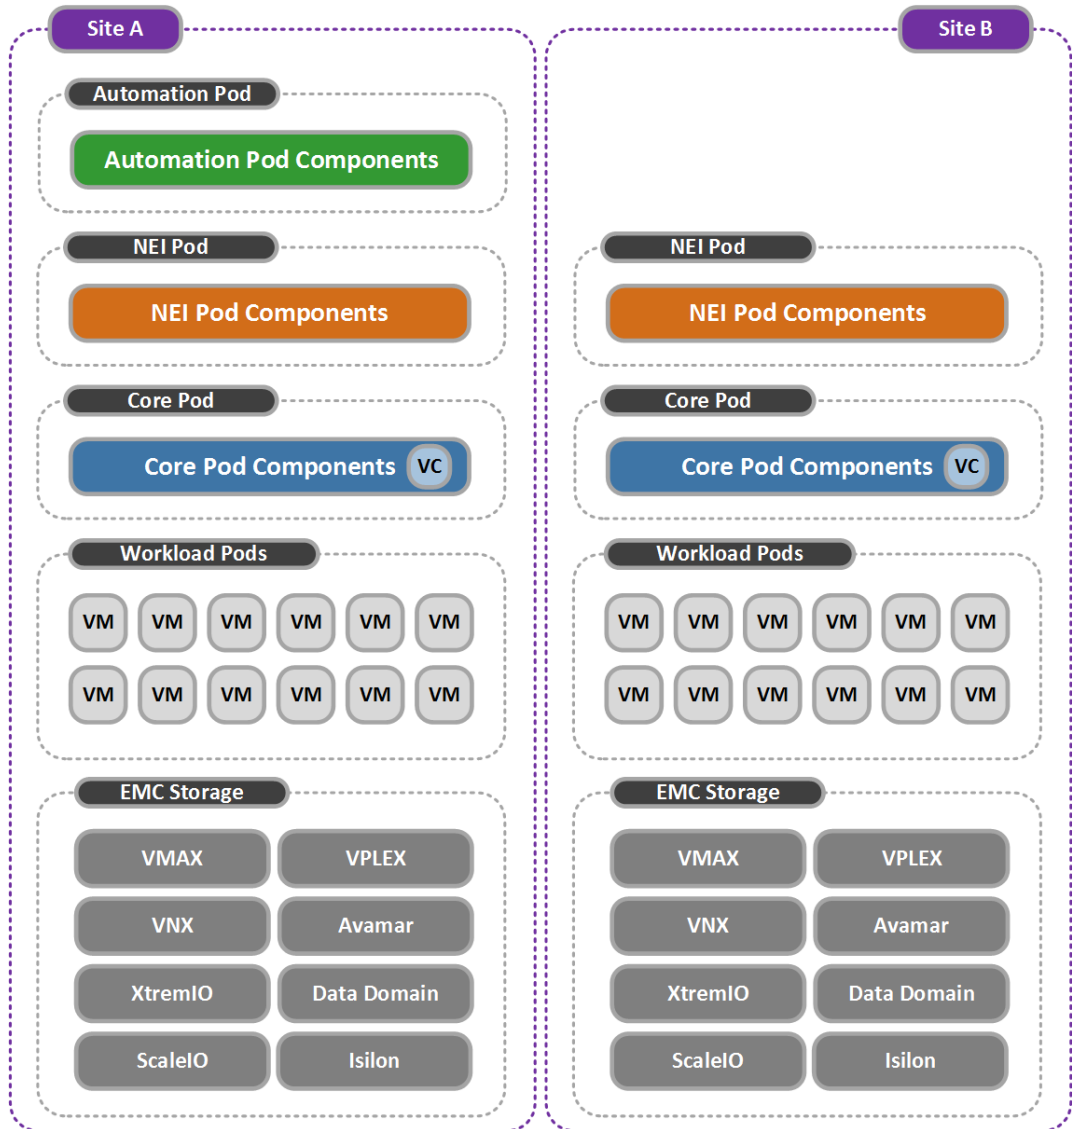 Site A
Site B
Automation Pod
Automation Pod Components
NEI Pod
NEI Pod Components
NEI Pod
NEI Pod Components
Core Pod
Core Pod Components VC
Core Pod
Core Pod Components VC
Workload Pods
VM VM VM VM VM VM
VM VM VM VM VM VM
Workload Pods
VM VM VM VM VM VM
VM VM VM VM VM VM
EMC Storage
VMAX VPLEX
VNX Avamar
XtremIO Data Domain
ScaleIO Isilon
EMC Storage
VMAX VPLEX
VNX Avamar
XtremIO Data Domain
ScaleIO Isilon